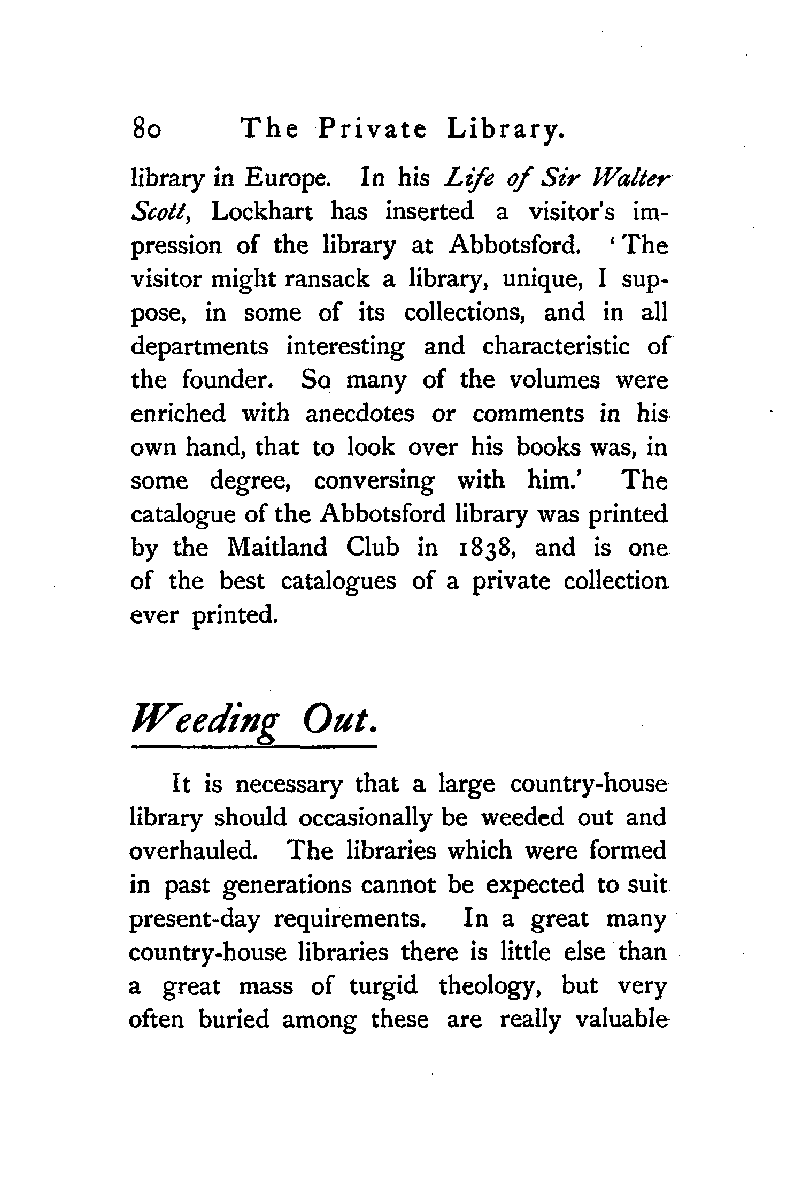 80 The Private Library.
library in Europe. In his Life of Sir Walter
Scott, Lockhart has inserted a visitor's im-
pression of the library at Abbotsford. ‘The
visitor might ransack a library, unique, I sup-
pose, in some of its collections, and in all
departments interesting and characteristic of
the founder. So many of the volumes were
enriched with anecdotes or comments in his
own hand, that to look over his books was, in
some degree, conversing with him.’ The
catalogue of the Abbotsford library was printed
by the Maitland Club in 1838, and is one
of the best catalogues of a private collection
ever printed.
Weeding Out.
It is necessary that a large country-house
library should occasionally be weeded out and
overhauled. The libraries which were formed
in past generations cannot be expected to suit
present-day requirements. In a great many
country-house libraries there is little else than
a great mass of turgid theology, but very
often buried among these are really valuable